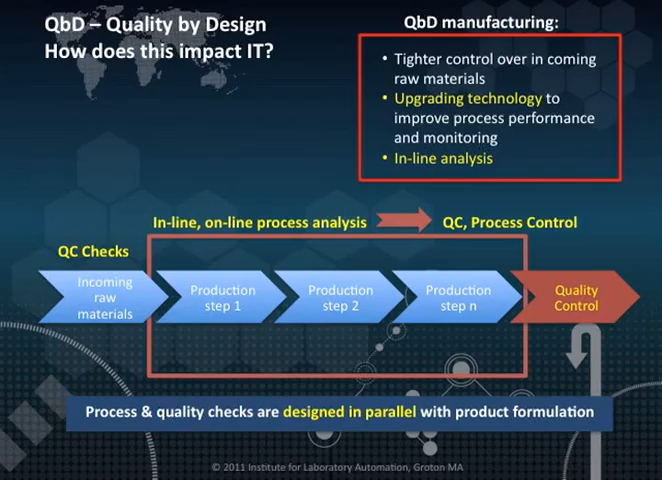 QbD – Quality by Design
How does this impact IT?
QbD manufacturing:
• Tighter control over in coming
raw materials
• Upgrading technology to
improve process performance
and monitoring
• In-line analysis
In-line, on-line process analysis
QC, Process Control
QC Checks
Incoming
raw
materials
Production
step 1
Production
step 2
Production
step n
Quality
Control
Process & quality checks are designed in parallel with product formulation
© 2011 Institute for Laboratory Automation, Groton MA